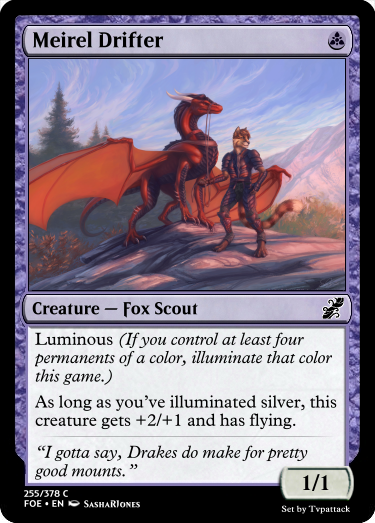 Meirel Drifter
Creature — Fox Scout
Luminous (If you control at least four
permanents of a color, illuminate that color
this game.)
As long as you've illuminated silver, this
creature gets +2/+1 and has flying.
“I gotta say, Drakes do make for pretty
good mounts.”
1/1
255/378 C
FOE • EN SashaRJones
Set by Tvpattack